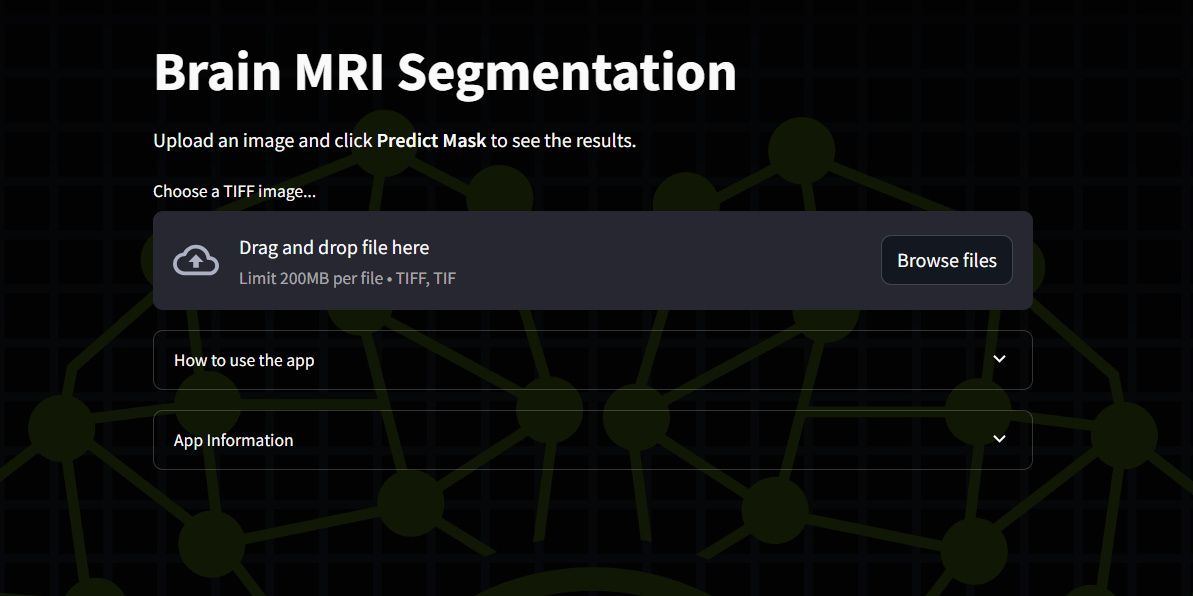 Brain MRI Segmentation
Upload an image and click Predict Mask to see the results.
Choose a TIFF image...
Drag and drop file here
Limit 200MB per file • TIFF, TIF
Browse files
How to use the app
App Information